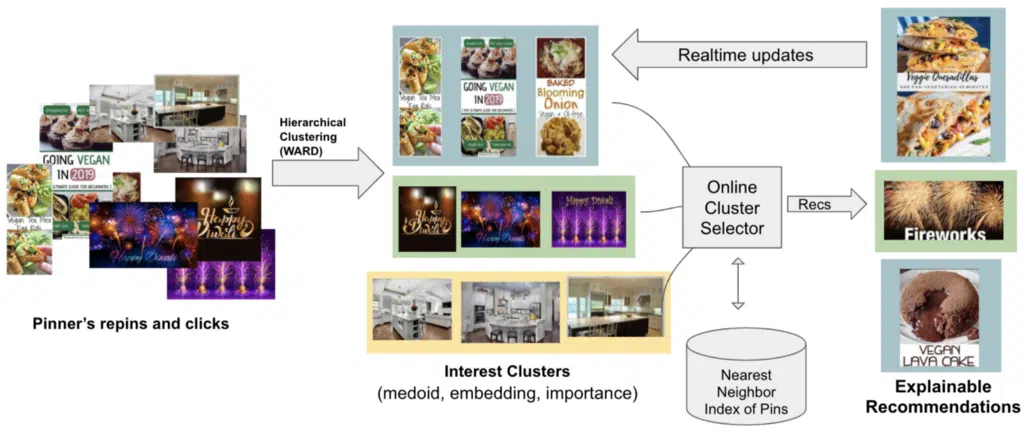 GOING VEGAN
IN 2019
Vegan Tex Mex
Egg Rolls
Happy Diwali
Happy
Diwali
Pinner's repins and clicks
Hierarchical
Clustering
(WARD)
Vegan Tex Mex
Egg Rolls
GOING VEGAN
IN 2019
BAKED
Blooming
Onion
Vegan + Oil-free
Happy
Diwali
Happy Diwali
Happy Diwali
Interest Clusters
(medoid, embedding, importance)
Realtime updates
Online
Cluster
Selector
Recs
Nearest
Neighbor
Index of Pins
Veggie Quesadillas
Fireworks
VEGAN
LAVA CAKE
Explainable
Recommendations